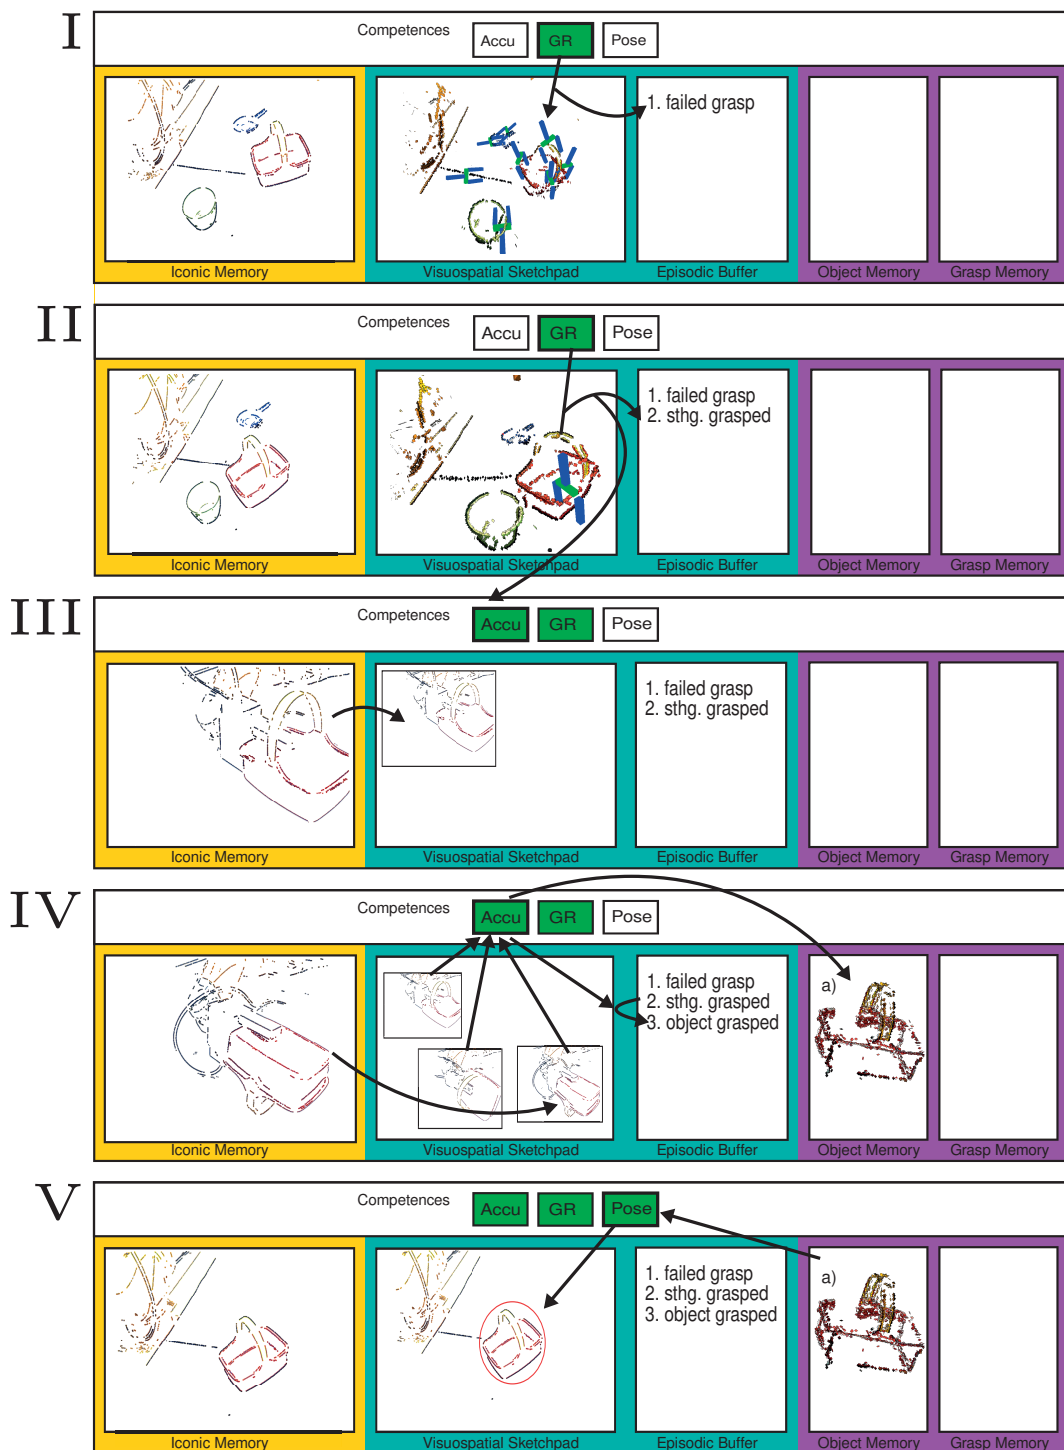 I
Competences
Accu GR Pose
1. failed grasp
Iconic Memory Visuospatial Sketchpad Episodic Buffer Object Memory Grasp Memory
II
Competences
Accu GR Pose
1. failed grasp
2. sthg. grasped
Iconic Memory Visuospatial Sketchpad Episodic Buffer Object Memory Grasp Memory
III
Competences
Accu GR Pose
1. failed grasp
2. sthg. grasped
Iconic Memory Visuospatial Sketchpad Episodic Buffer Object Memory Grasp Memory
IV
Competences
Accu GR Pose
1. failed grasp
2. sthg. grasped
3. object grasped
a)
Iconic Memory Visuospatial Sketchpad Episodic Buffer Object Memory Grasp Memory
V
Competences
Accu GR Pose
1. failed grasp
2. sthg. grasped
3. object grasped
a)
Iconic Memory Visuospatial Sketchpad Episodic Buffer Object Memory Grasp Memory